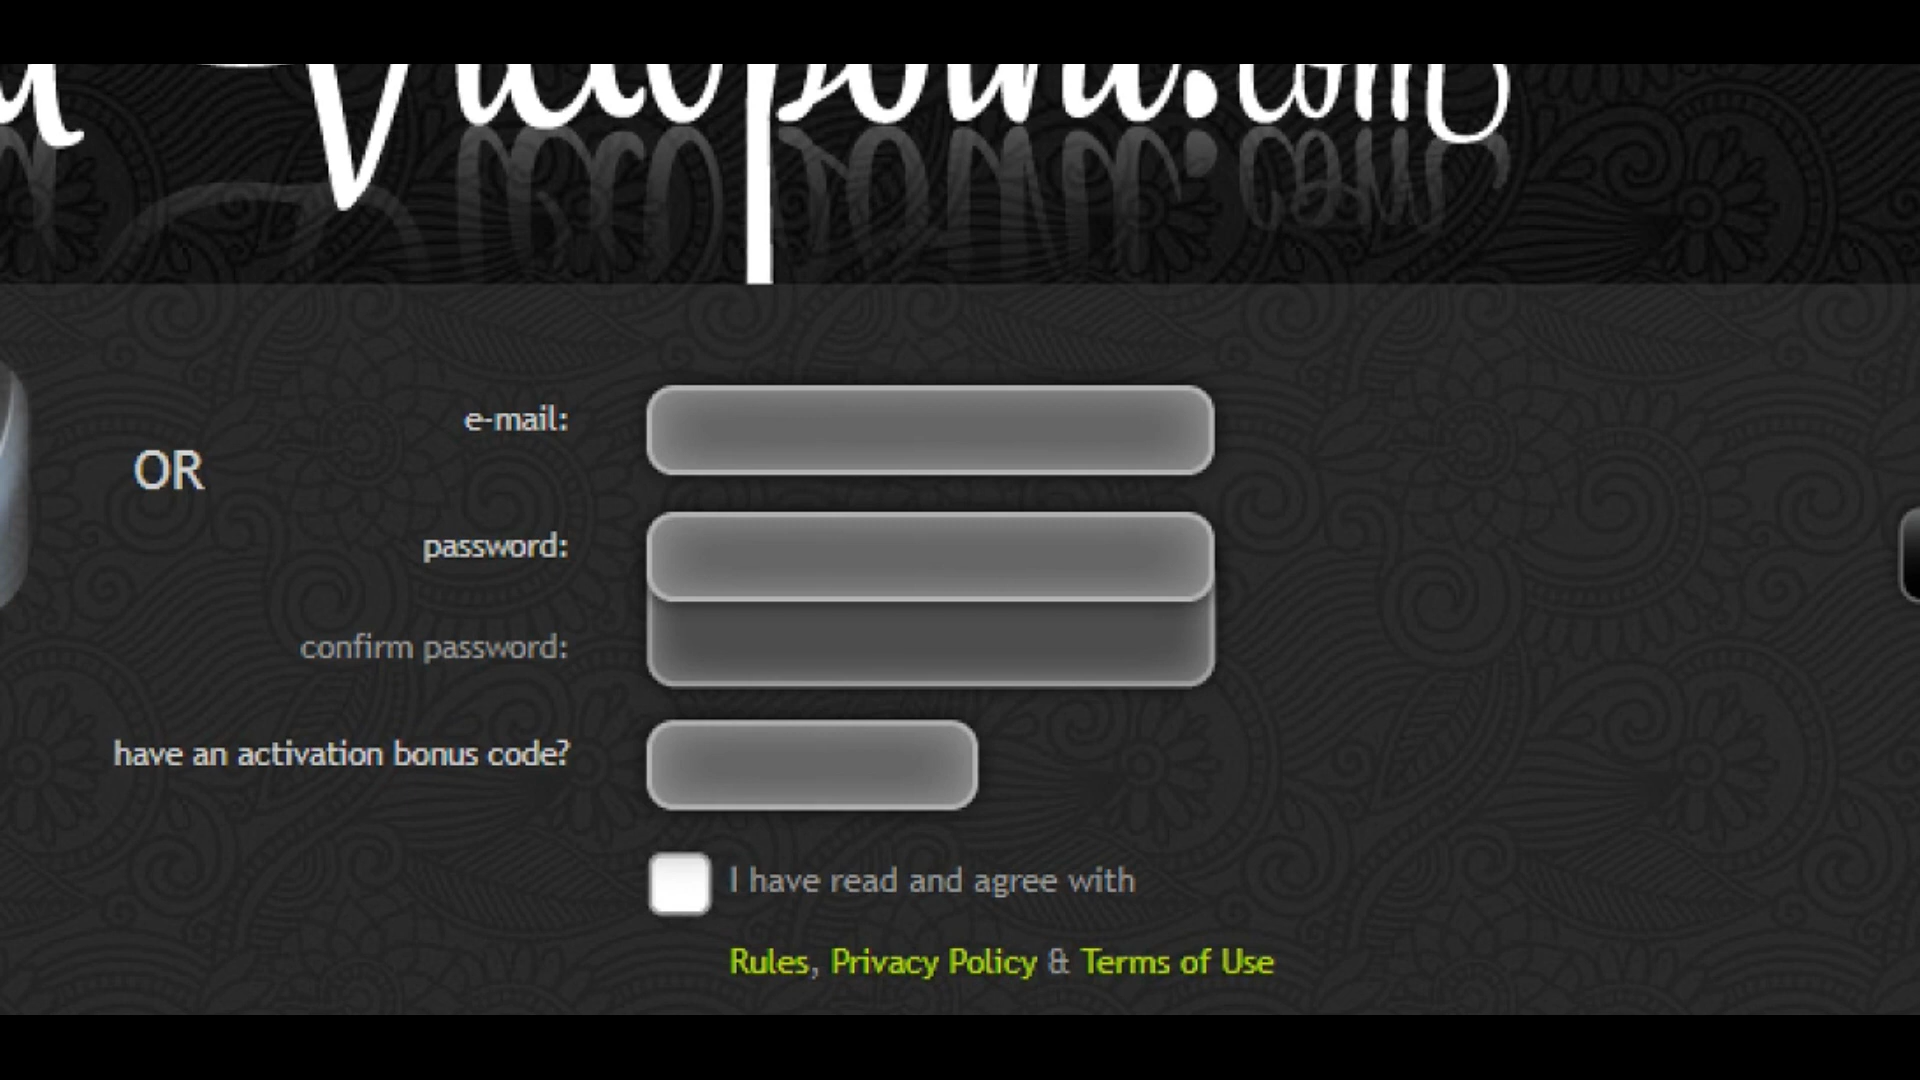 e-mail:
OR
password:
confirm password:
have an activation bonus code?
I have read and agree with
Rules, Privacy Policy & Terms of Use